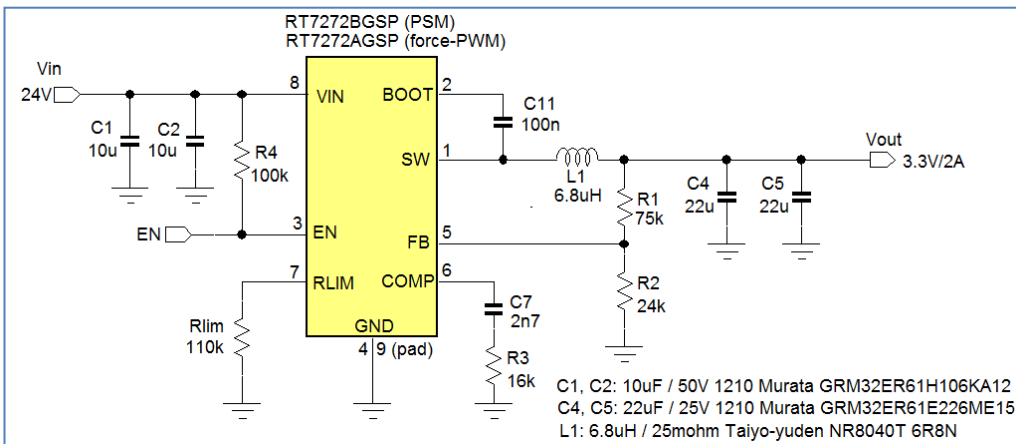 RT7272BGSP (PSM)
RT7272AGSP (force-PWM)
Vin
24V
8
VIN
BOOT
2
C1
10u
C2
10u
R4
100k
C11
100n
SW
1
L1
6.8uH
Vout
3.3V/2A
R1
75k
C4
22u
C5
22u
EN
3
EN
FB
5
7
RLIM
COMP
6
R2
24k
C7
2n7
Rlim
110k
GND
4 9 (pad)
R3
16k
C1, C2: 10uF / 50V 1210 Murata GRM32ER61H106KA12
C4, C5: 22uF / 25V 1210 Murata GRM32ER61E226ME15
L1: 6.8uH / 25mohm Taiyo-yuden NR8040T 6R8N